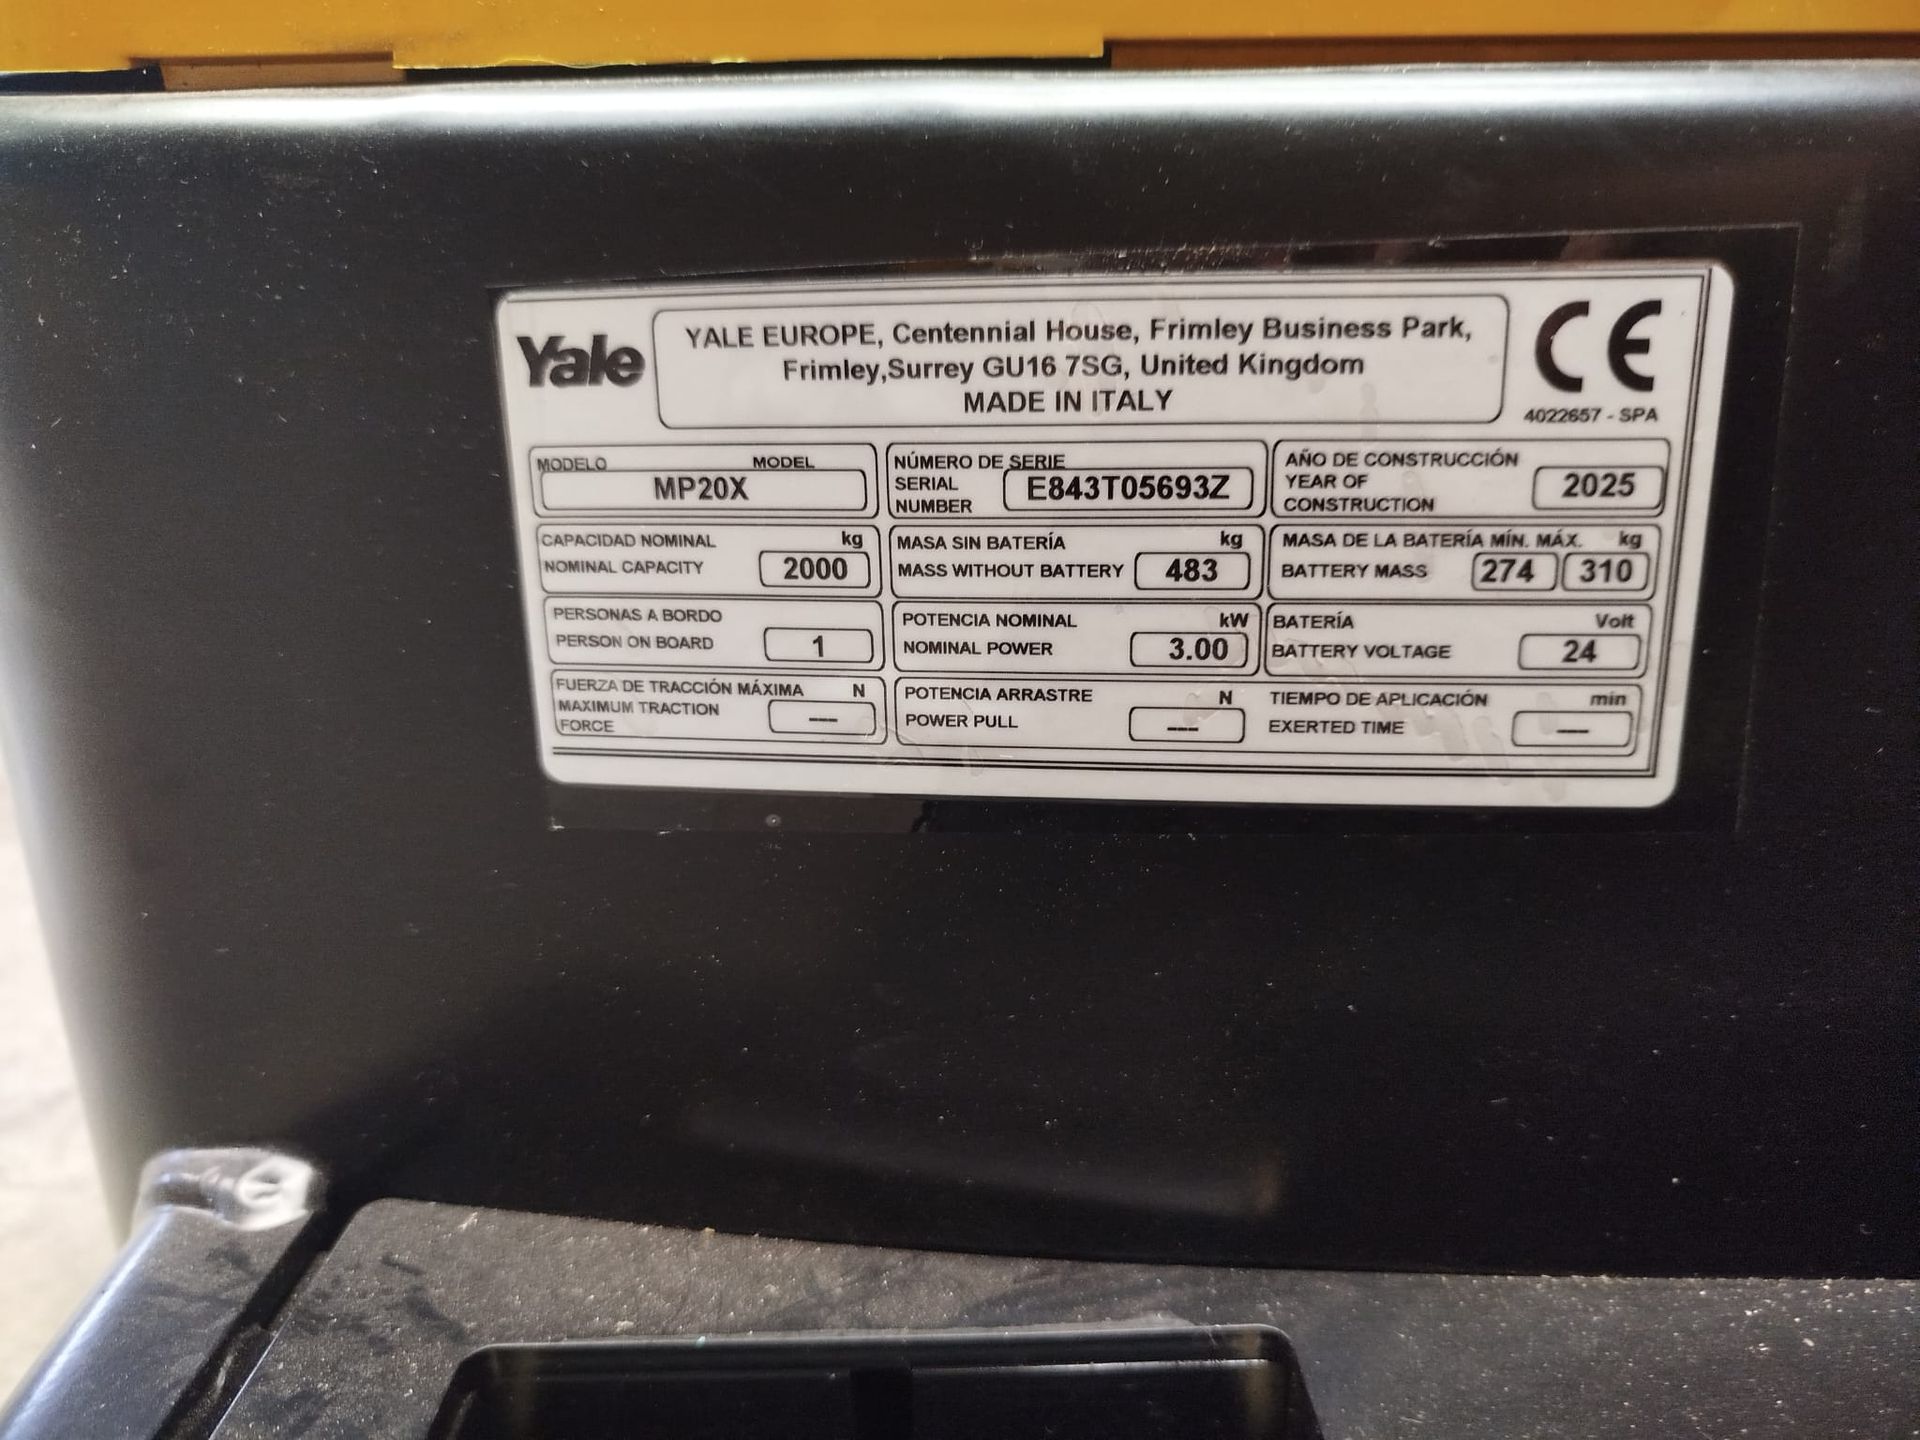 Yale
YALE EUROPE, Centennial House, Frimley Business Park,
Frimley,Surrey GU16 7SG, United Kingdom
MADE IN ITALY
CE
4022657 - SPA
MODELO MODEL
MP20X
NÚMERO DE SERIE
SERIAL
NUMBER
E843T05693Z
AÑO DE CONSTRUCCIÓN
YEAR OF
CONSTRUCTION
2025
CAPACIDAD NOMINAL kg
NOMINAL CAPACITY 2000
MASA SIN BATERÍA kg
MASS WITHOUT BATTERY 483
MASA DE LA BATERÍA MÍN. MÁX. kg
BATTERY MASS 274 310
PERSONAS A BORDO
PERSON ON BOARD 1
POTENCIA NOMINAL kW
NOMINAL POWER 3.00
BATERÍA Volt
BATTERY VOLTAGE 24
FUERZA DE TRACCIÓN MÁXIMA N
MAXIMUM TRACTION ---
FORCE
POTENCIA ARRASTRE N
POWER PULL ---
TIEMPO DE APLICACIÓN min
EXERTED TIME ---